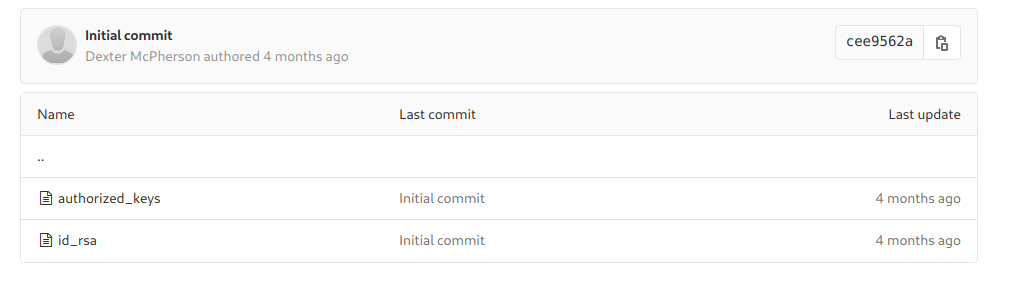 Initial commit
Dexter McPherson authored 4 months ago
cee9562a
Name Last commit Last update
..
authorized_keys Initial commit 4 months ago
id_rsa Initial commit 4 months ago